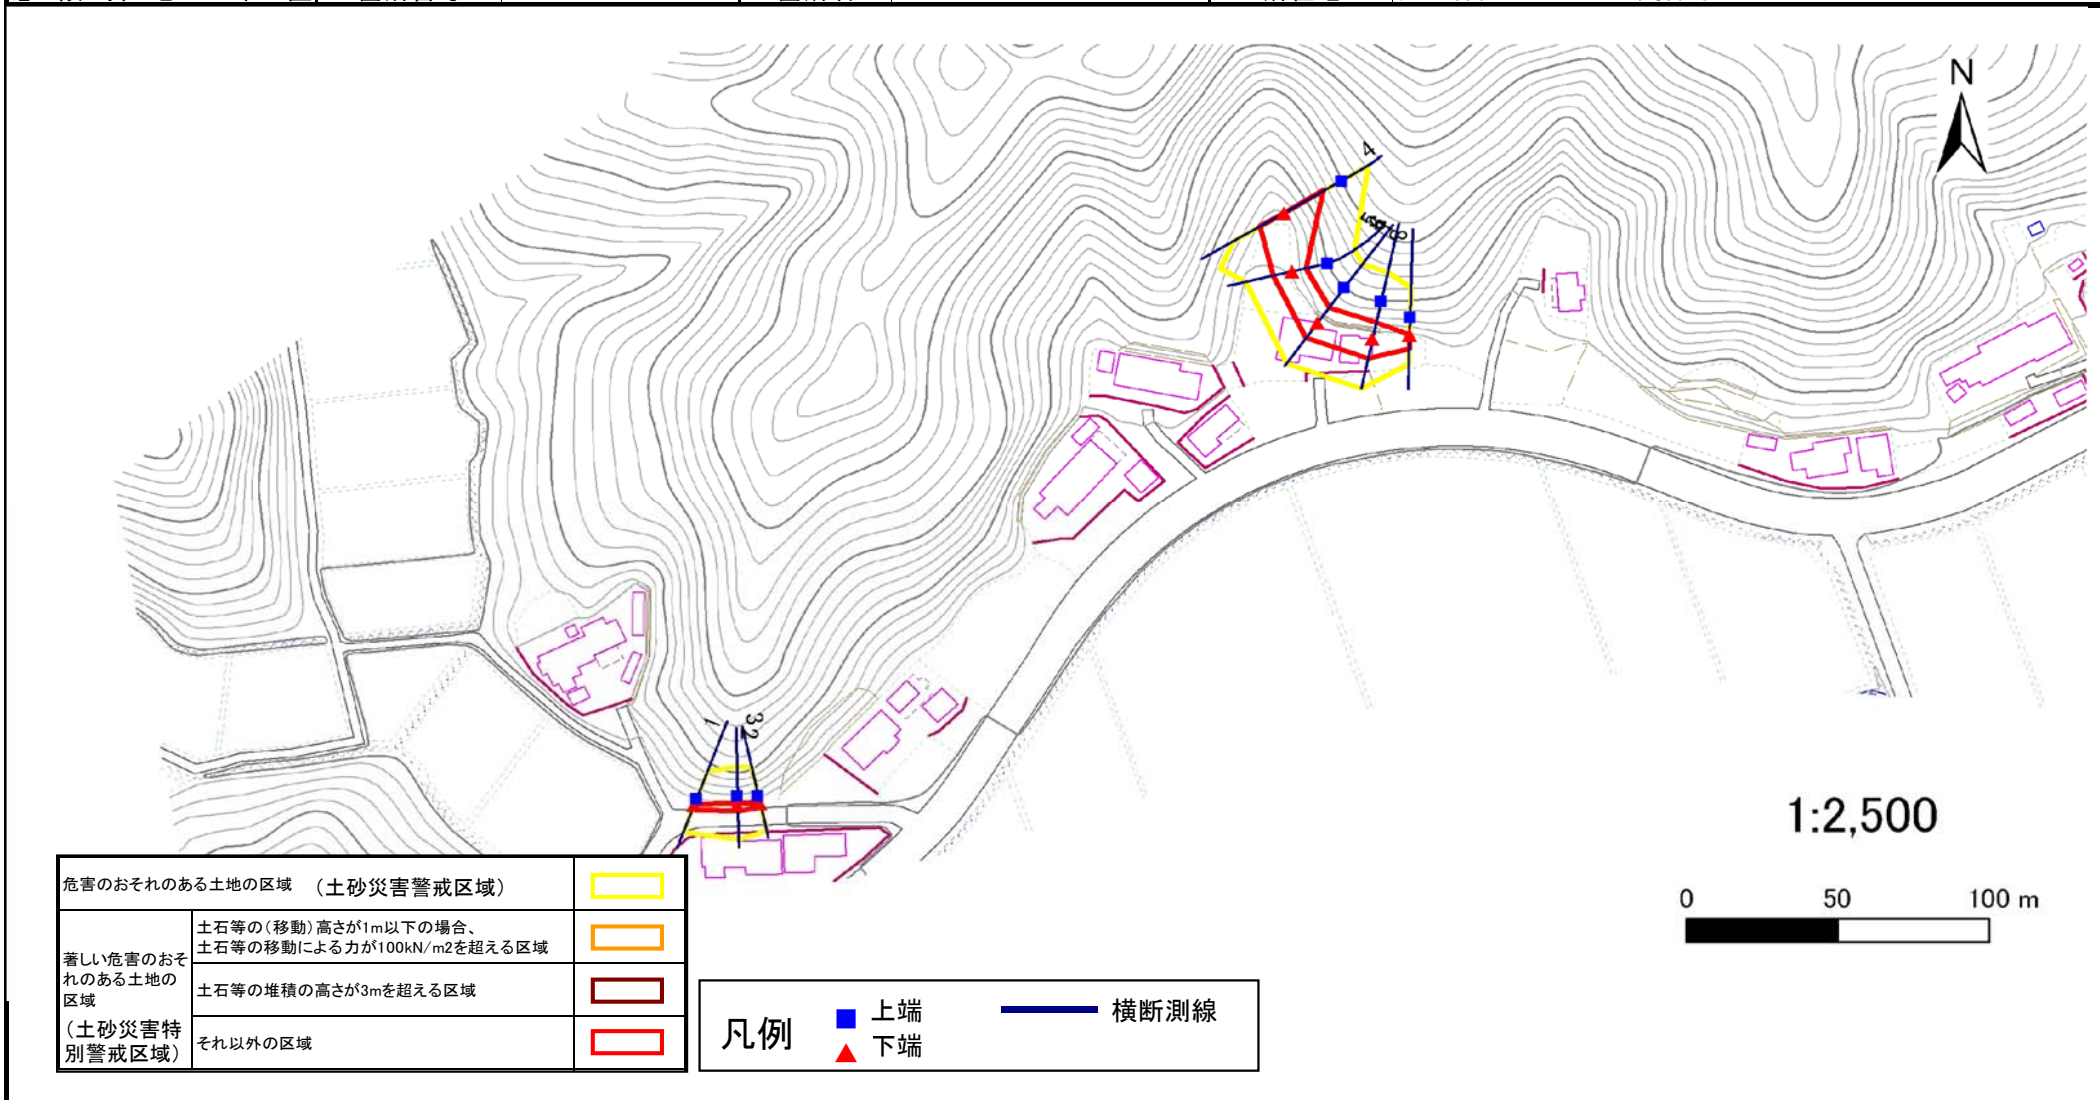 N
4
8
1
3
2
1:2,500
0 50 100 m
危害のおそれのある土地の区域 (土砂災害警戒区域)
著しい危害のおそ
れのある土地の
区域
(土砂災害特
別警戒区域)
土石等の(移動)高さが1m以下の場合、
土石等の移動による力が100kN/m2を超える区域
土石等の堆積の高さが3mを超える区域
それ以外の区域
凡例
上端
下端
横断測線